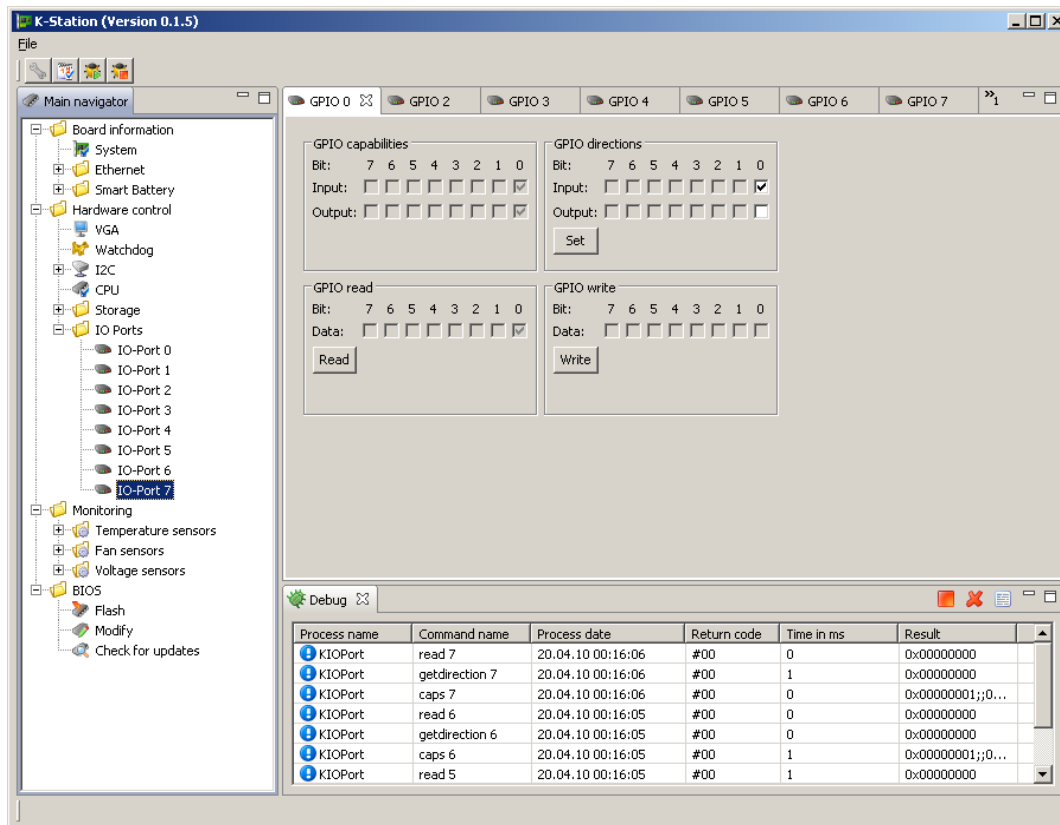 K-Station (Version 0.1.5)
File
Main navigator
Board information
System
Ethernet
Smart Battery
Hardware control
VGA
Watchdog
I2C
CPU
Storage
IO Ports
IO-Port 0
IO-Port 1
IO-Port 2
IO-Port 3
IO-Port 4
IO-Port 5
IO-Port 6
IO-Port 7
Monitoring
Temperature sensors
Fan sensors
Voltage sensors
BIOS
Flash
Modify
Check for updates
GPIO 0 GPIO 2 GPIO 3 GPIO 4 GPIO 5 GPIO 6 GPIO 7 »1
GPIO capabilities
Bit: 7 6 5 4 3 2 1 0
Input:
Output:
GPIO directions
Bit: 7 6 5 4 3 2 1 0
Input:
Output:
Set
GPIO read
Bit: 7 6 5 4 3 2 1 0
Data:
Read
GPIO write
Bit: 7 6 5 4 3 2 1 0
Data:
Write
Debug
Process name Command name Process date Return code Time in ms Result
KIOPort read 7 20.04.10 00:16:06 #00 0 0x00000000
KIOPort getdirection 7 20.04.10 00:16:06 #00 1 0x00000000
KIOPort caps 7 20.04.10 00:16:06 #00 0 0x00000001;;0...
KIOPort read 6 20.04.10 00:16:05 #00 0 0x00000000
KIOPort getdirection 6 20.04.10 00:16:05 #00 0 0x00000000
KIOPort caps 6 20.04.10 00:16:05 #00 1 0x00000001;;0...
KIOPort read 5 20.04.10 00:16:05 #00 1 0x00000000